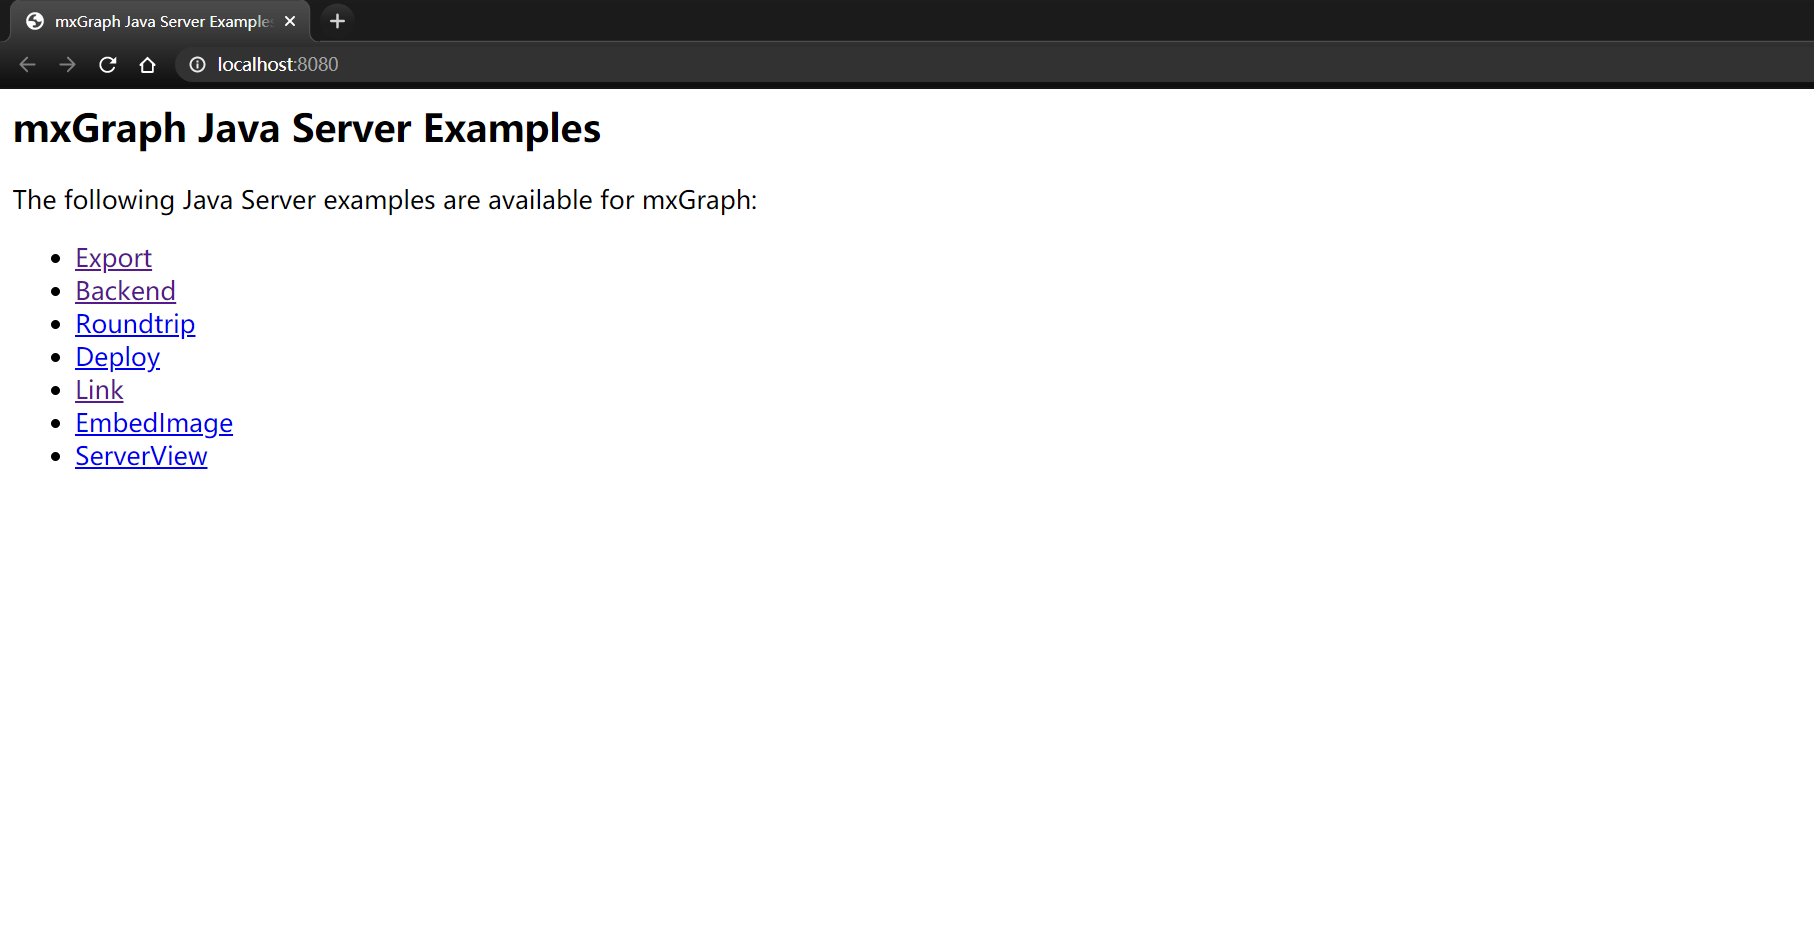 mxGraph Java Server Examples
localhost:8080
mxGraph Java Server Examples
The following Java Server examples are available for mxGraph:
Export
Backend
Roundtrip
Deploy
Link
EmbedImage
ServerView